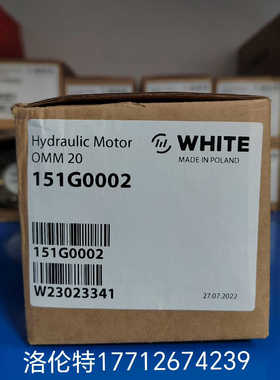 Hydraulic Motor
OMM 20
151G0002
WHITE
MADE IN POLAND
151G0002
W23023341
27.07.2022
洛伦特17712674239